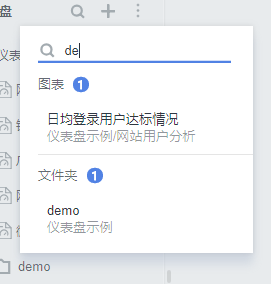 盘
仪表
de
图表 1
日均登录用户达标情况
仪表盘示例/网站用户分析
文件夹 1
demo
仪表盘示例
demo